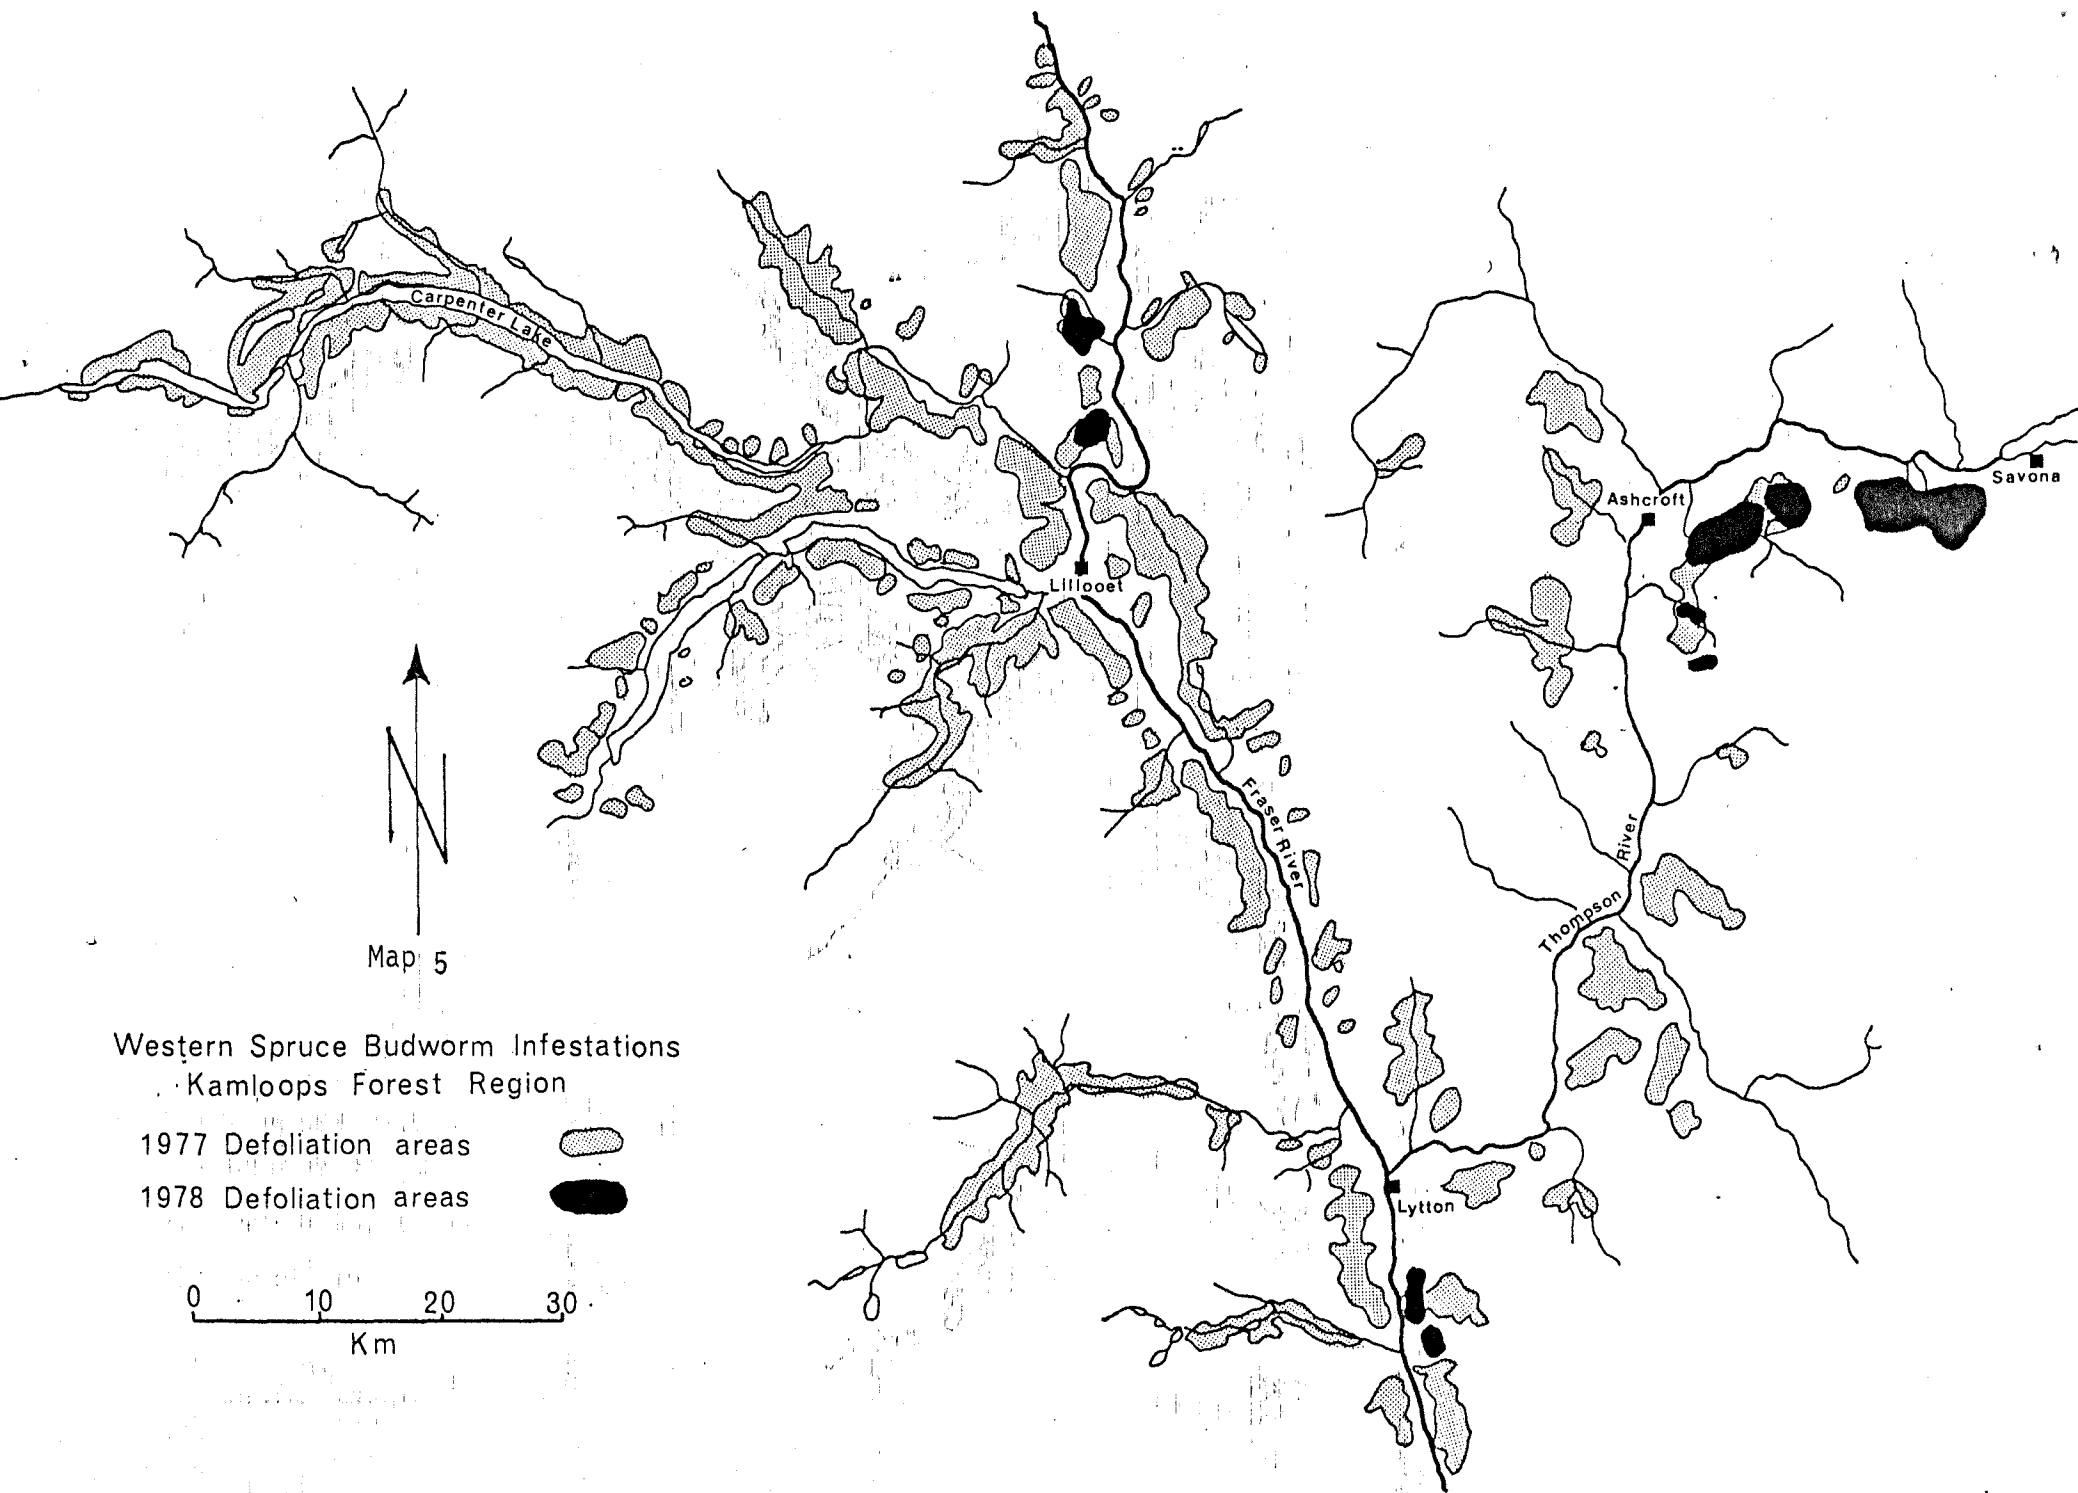 Carpenter Lake
Ashcroft
Savona
Lillooet
Fraser River
River
Thompson
Map 5
Western Spruce Budworm Infestations
Kamloops Forest Region
1977 Defoliation areas
1978 Defoliation areas
Lytton
0 10 20 30
Km
N